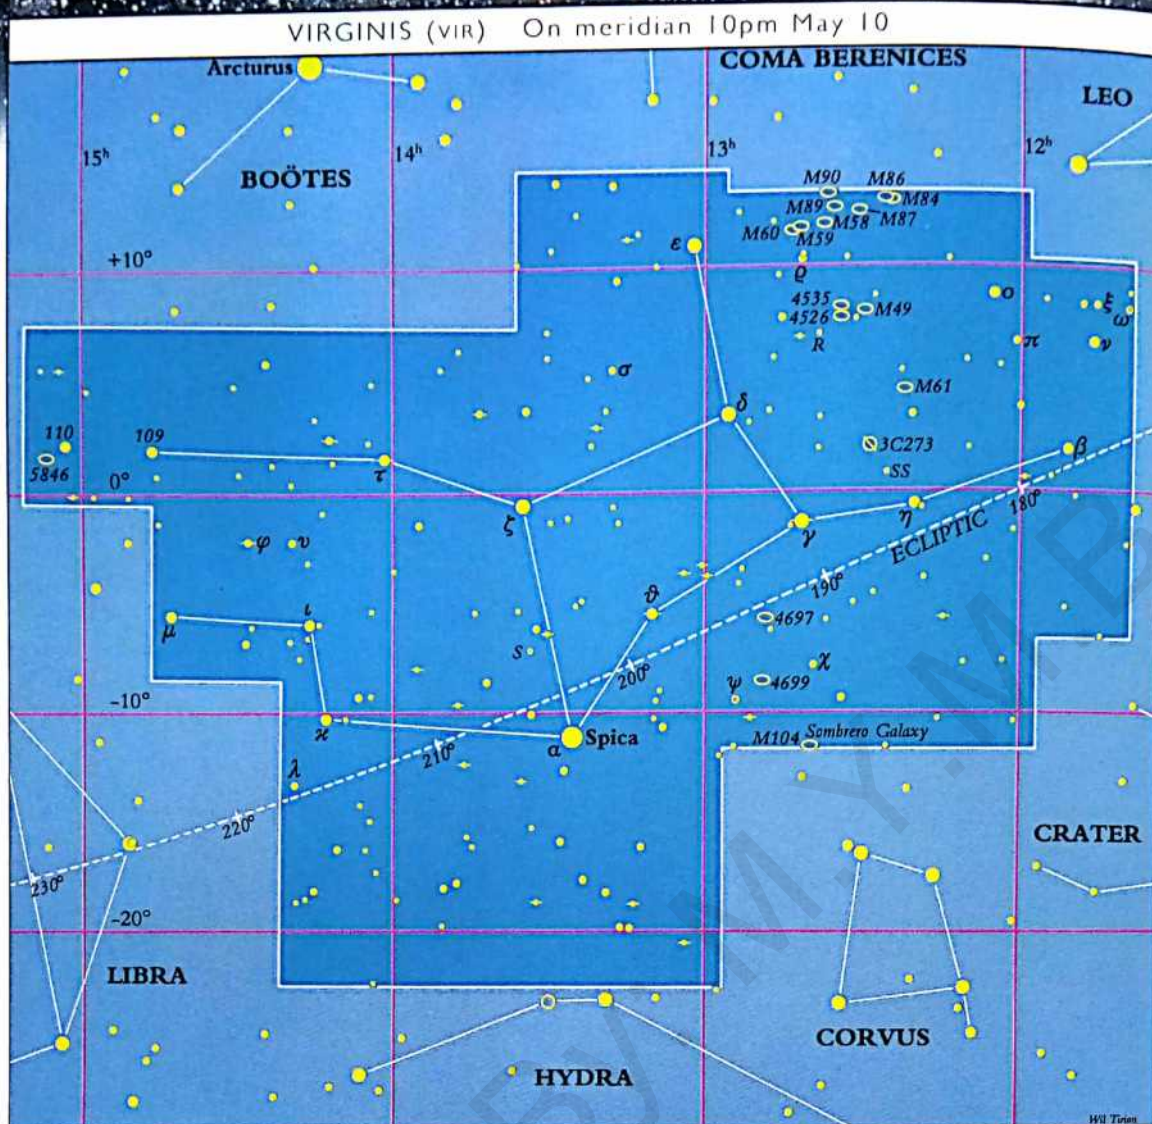 VIRGINIS (VIR) On meridian 10pm May 10
Arcturus
COMA BERENICES
LEO
15h
14h
13h
12h
BOÖTES
M90
M86
M89
M84
M58
M87
M60
M59
ε
+10°
ϱ
ο
ξ
ω
4535
4526
M49
R
π
ν
σ
M61
δ
110
109
3C273
β
5846
τ
SS
0°
ζ
γ
η
180°
ECLIPTIC
φ
υ
190°
ϑ
μ
ι
4697
S
200°
χ
ψ
4699
-10°
ϰ
α
Spica
M104
Sombrero Galaxy
210°
λ
220°
CRATER
230°
-20°
LIBRA
CORVUS
HYDRA
Wil Tirion
By M.Y.M.B